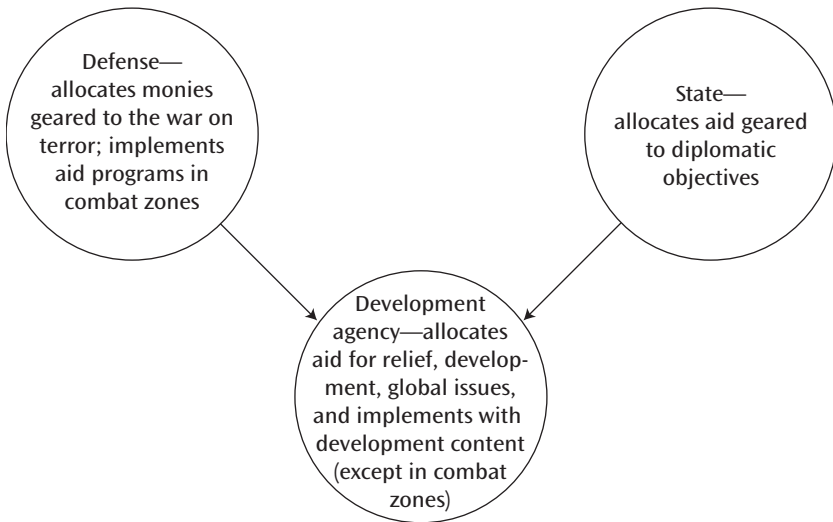 Defense—
allocates monies
geared to the war on
terror; implements
aid programs in
combat zones
State—
allocates aid geared
to diplomatic
objectives
Development
agency—allocates
aid for relief, develop-
ment, global issues,
and implements with
development content
(except in combat
zones)